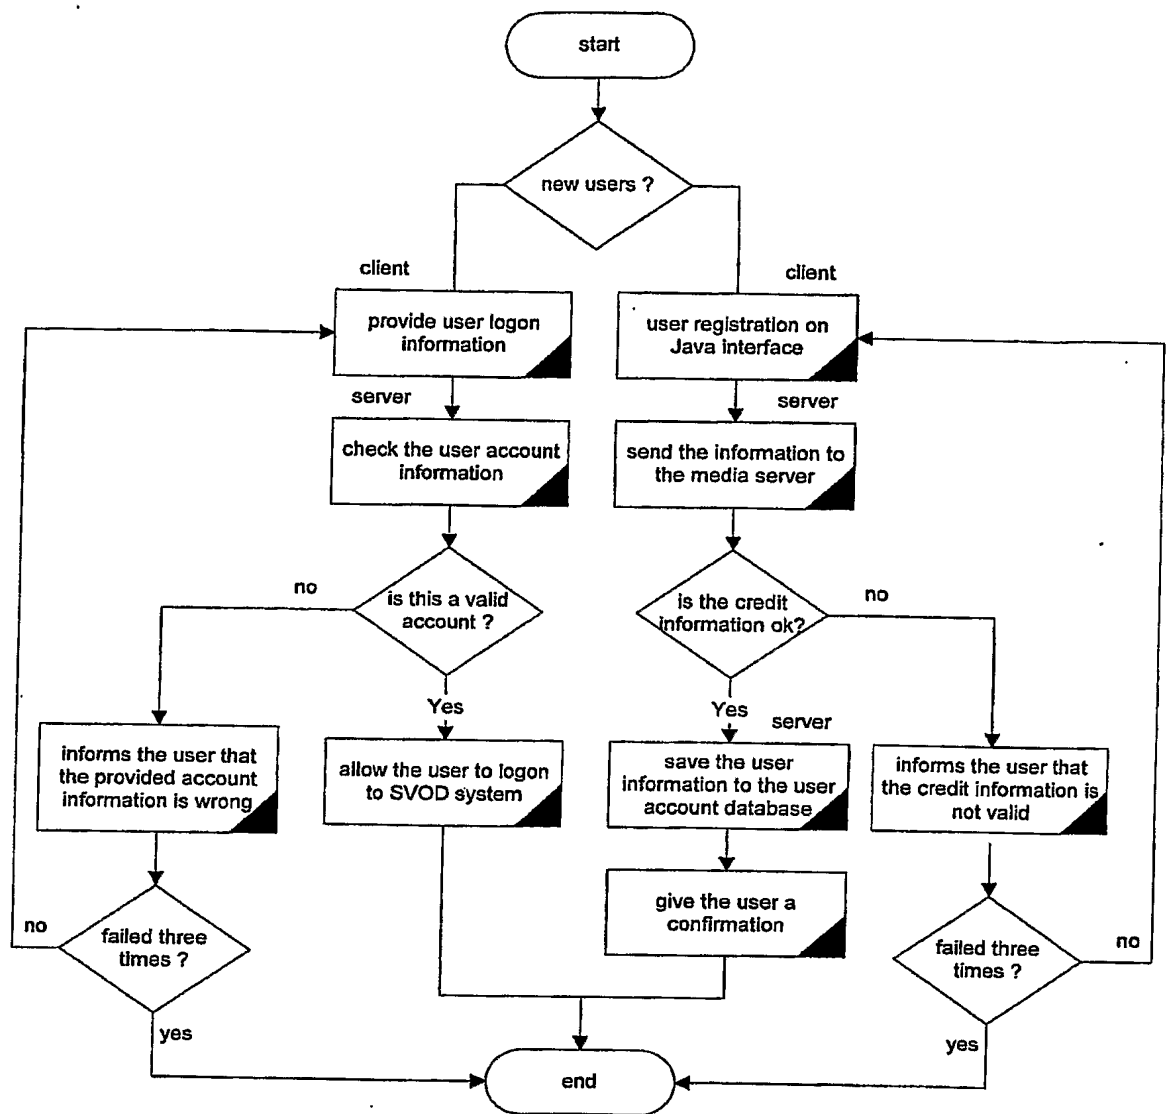 start
new users ?
client
client
provide user logon
information
user registration on
Java interface
server
server
check the user account
information
send the information to
the media server
no
is this a valid
account ?
is the credit
information ok?
no
Yes
Yes
server
informs the user that
the provided account
information is wrong
allow the user to logon
to SVOD system
save the user
information to the user
account database
informs the user that
the credit information is
not valid
give the user a
confirmation
no
failed three
times ?
failed three
times ?
no
yes
yes
end